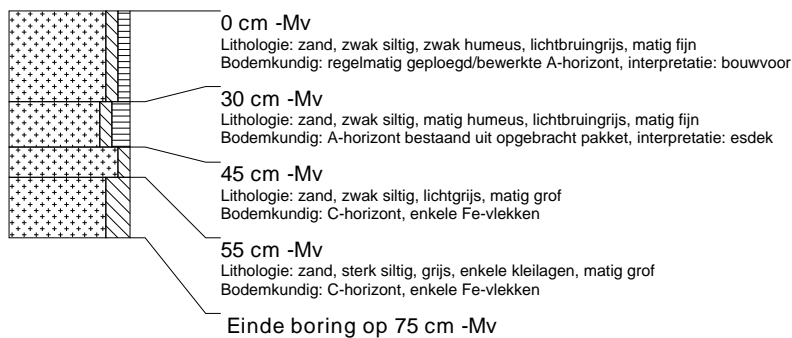 0 cm -Mv
Lithologie: zand, zwak siltig, zwak humeus, lichtbruingrijs, matig fijn
Bodemkundig: regelmatig geploegd/bewerkte A-horizont, interpretatie: bouwvoor
30 cm -Mv
Lithologie: zand, zwak siltig, matig humeus, lichtbruingrijs, matig fijn
Bodemkundig: A-horizont bestaand uit opgebracht pakket, interpretatie: esdek
45 cm -Mv
Lithologie: zand, zwak siltig, lichtgrijs, matig grof
Bodemkundig: C-horizont, enkele Fe-vlekken
55 cm -Mv
Lithologie: zand, sterk siltig, grijs, enkele kleilagen, matig grof
Bodemkundig: C-horizont, enkele Fe-vlekken
Einde boring op 75 cm -Mv